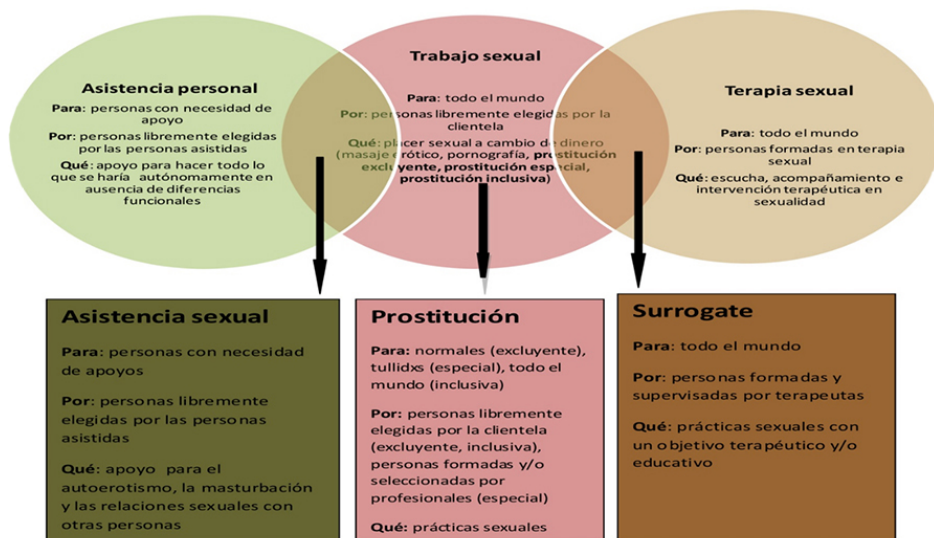 Asistencia personal
Para: personas con necesidad de
apoyo
Por: personas libremente elegidas
por las personas asistidas
Qué: apoyo para hacer todo lo
que se haría autónomamente en
ausencia de diferencias
funcionales
Trabajo sexual
Para: todo el mundo
Por: personas libremente elegidas por la
clientela
Qué: placer sexual a cambio de dinero
(masaje erótico, pornografía, prostitución
excluyente, prostitución especial,
prostitución inclusiva)
Terapia sexual
Para: todo el mundo
Por: personas formadas en terapia
sexual
Qué: escucha, acompañamiento e
intervención terapéutica en
sexualidad
Asistencia sexual
Para: personas con necesidad
de apoyos
Por: personas libremente
elegidas por las personas
asistidas
Qué: apoyo para el
autoerotismo, la masturbación
y las relaciones sexuales con
otras personas
Prostitución
Para: normales (excluyente),
tullidxs (especial), todo el
mundo (inclusiva)
Por: personas libremente
elegidas por la clientela
(excluyente, inclusiva),
personas formadas y/o
seleccionadas por
profesionales (especial)
Qué: prácticas sexuales
Surrogate
Para: todo el mundo
Por: personas formadas y
supervisadas por terapeutas
Qué: prácticas sexuales con
un objetivo terapéutico y/o
educativo